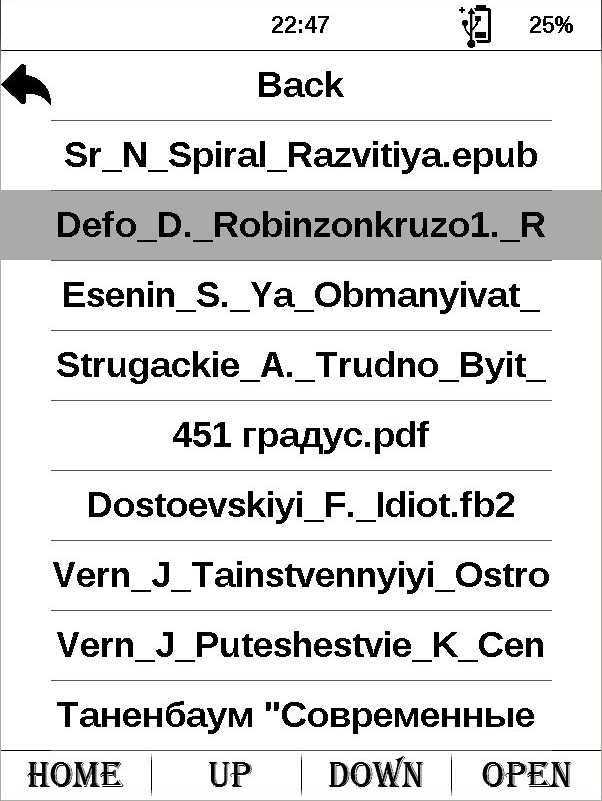 22:47 25%
Back
Sr_N_Spiral_Razvitiya.epub
Defo_D._Robinzonkruzo1._R
Esenin_S._Ya_Obmanyivat_
Strugackie_A._Trudno_Byit_
451 градус.pdf
Dostoevskiyi_F._Idiot.fb2
Vern_J_Tainstvennyiyi_Ostro
Vern_J_Puteshestvie_K_Cen
Таненбаум "Современные
HOME UP DOWN OPEN